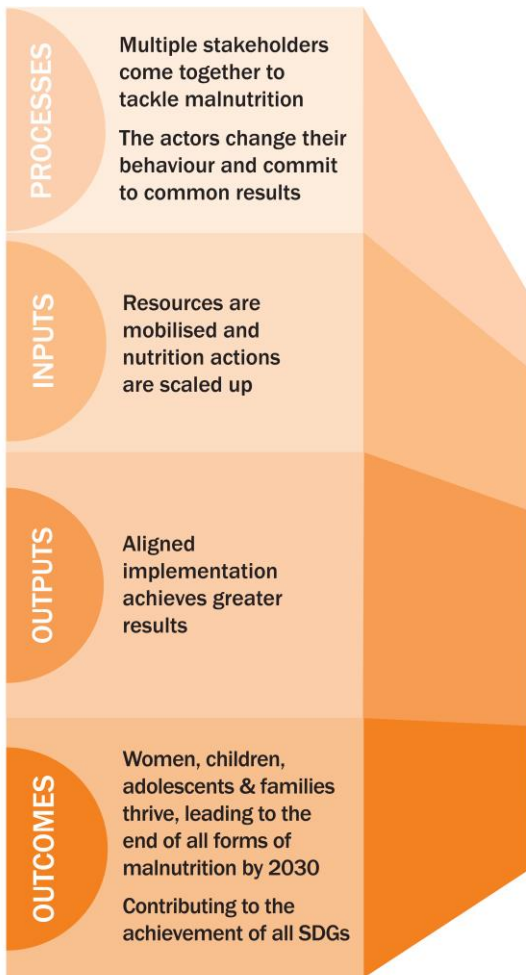 PROCESSES
Multiple stakeholders
come together to
tackle malnutrition
The actors change their
behaviour and commit
to common results
INPUTS
Resources are
mobilised and
nutrition actions
are scaled up
OUTPUTS
Aligned
implementation
achieves greater
results
OUTCOMES
Women, children,
adolescents & families
thrive, leading to the
end of all forms of
malnutrition by 2030
Contributing to the
achievement of all SDGs